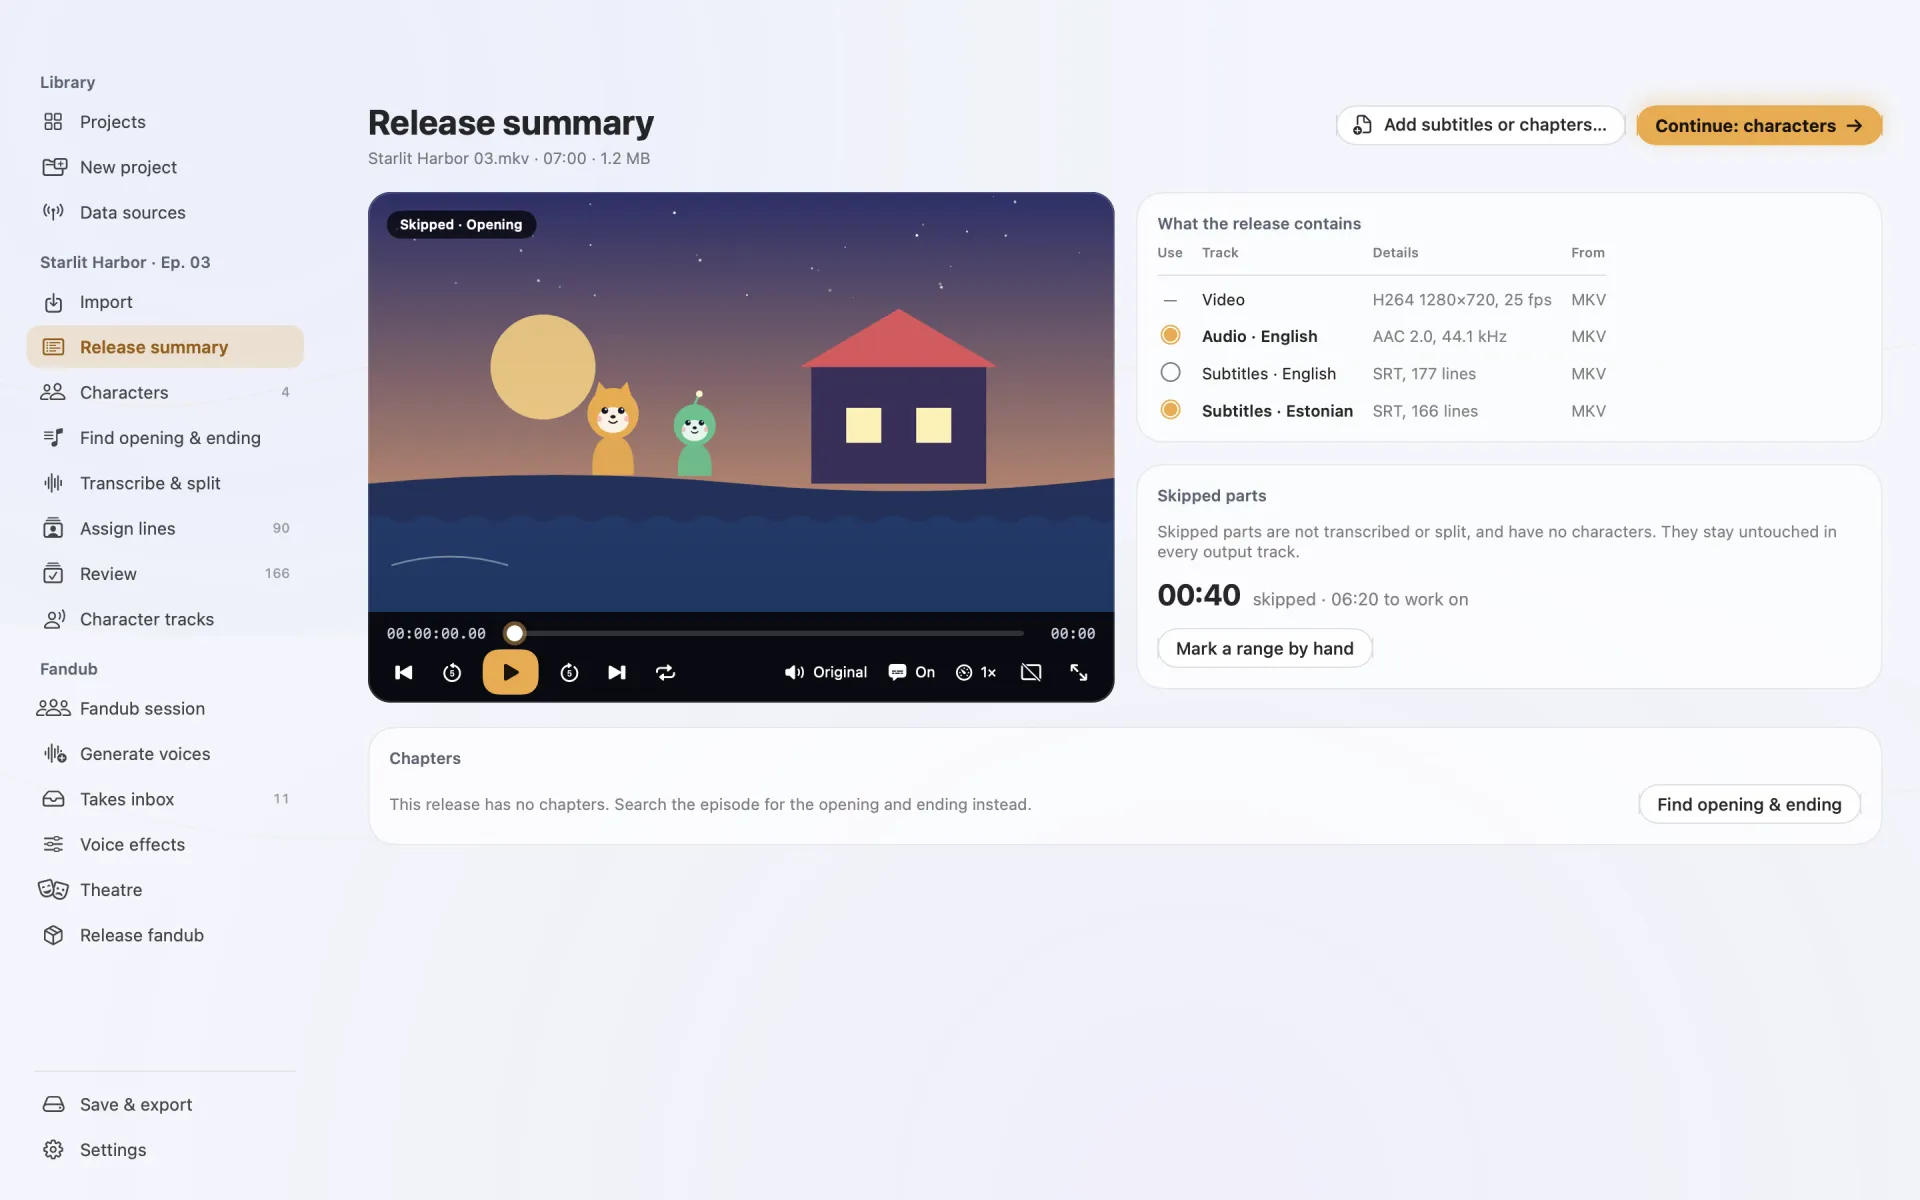 Library
Projects
New project
Data sources
Starlit Harbor · Ep. 03
Import
Release summary
Characters 4
Find opening & ending
Transcribe & split
Assign lines 90
Review 166
Character tracks
Fandub
Fandub session
Generate voices
Takes inbox 11
Voice effects
Theatre
Release fandub
Save & export
Settings
Release summary
Starlit Harbor 03.mkv · 07:00 · 1.2 MB
Add subtitles or chapters...
Continue: characters →
Skipped · Opening
00:00:00.00 00:00
5 5 Original On 1×
What the release contains
Use Track Details From
— Video H264 1280×720, 25 fps MKV
Audio · English AAC 2.0, 44.1 kHz MKV
Subtitles · English SRT, 177 lines MKV
Subtitles · Estonian SRT, 166 lines MKV
Skipped parts
Skipped parts are not transcribed or split, and have no characters. They stay untouched in
every output track.
00:40 skipped · 06:20 to work on
Mark a range by hand
Chapters
This release has no chapters. Search the episode for the opening and ending instead.
Find opening & ending